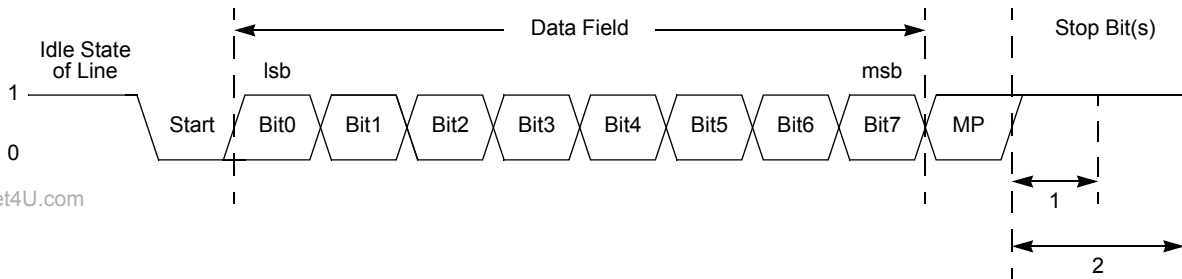 Data Field
Stop Bit(s)
Idle State
of Line
lsb
msb
1
Start
Bit0
Bit1
Bit2
Bit3
Bit4
Bit5
Bit6
Bit7
MP
0
et4U.com
1
2